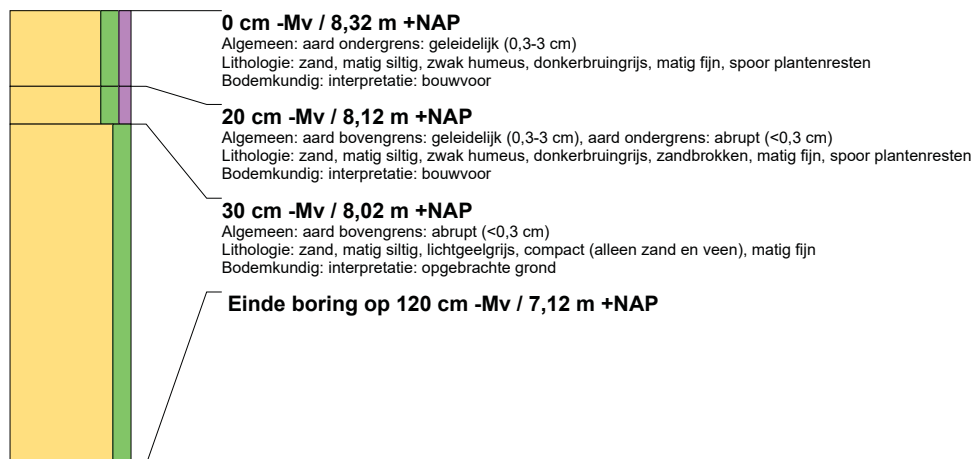 0 cm -Mv / 8,32 m +NAP
Algemeen: aard ondergrens: geleidelijk (0,3-3 cm)
Lithologie: zand, matig siltig, zwak humeus, donkerbruingrijs, matig fijn, spoor plantenresten
Bodemkundig: interpretatie: bouwvoor
20 cm -Mv / 8,12 m +NAP
Algemeen: aard bovengrens: geleidelijk (0,3-3 cm), aard ondergrens: abrupt (<0,3 cm)
Lithologie: zand, matig siltig, zwak humeus, donkerbruingrijs, zandbrokken, matig fijn, spoor plantenresten
Bodemkundig: interpretatie: bouwvoor
30 cm -Mv / 8,02 m +NAP
Algemeen: aard bovengrens: abrupt (<0,3 cm)
Lithologie: zand, matig siltig, lichtgeelgrijs, compact (alleen zand en veen), matig fijn
Bodemkundig: interpretatie: opgebrachte grond
Einde boring op 120 cm -Mv / 7,12 m +NAP